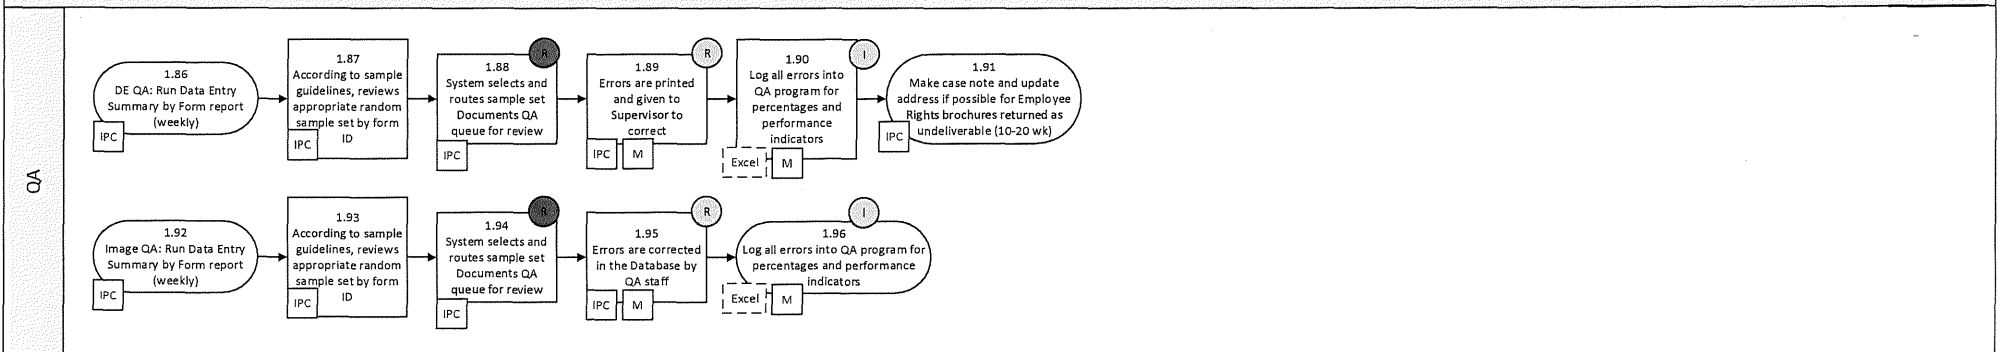 QA
1.86
DE QA: Run Data Entry
Summary by Form report
(weekly)
IPC
1.87
According to sample
guidelines, reviews
appropriate random
sample set by form
ID
IPC
R
1.88
System selects and
routes sample set
Documents QA
queue for review
IPC
R
1.89
Errors are printed
and given to
Supervisor to
correct
IPC
M
I
1.90
Log all errors into
QA program for
percentages and
performance
indicators
Excel
M
1.91
Make case note and update
address if possible for Employee
Rights brochures returned as
undeliverable (10-20 wk)
IPC
1.92
Image QA: Run Data Entry
Summary by Form report
(weekly)
IPC
1.93
According to sample
guidelines, reviews
appropriate random
sample set by form
ID
IPC
R
1.94
System selects and
routes sample set
Documents QA
queue for review
IPC
R
1.95
Errors are corrected
in the Database by
QA staff
IPC
M
I
1.96
Log all errors into QA program for
percentages and performance
indicators
Excel
M